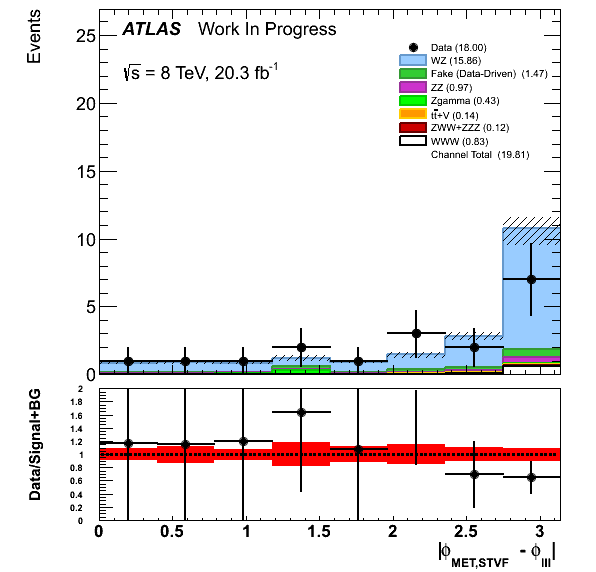 Events
ATLAS Work In Progress
√s = 8 TeV, 20.3 fb-1
Data (18.00)
WZ (15.86)
Fake (Data-Driven) (1.47)
ZZ (0.97)
Zgamma (0.43)
tt̄+V (0.14)
ZWW+ZZZ (0.12)
WWW (0.83)
Channel Total (19.81)
25
20
15
10
5
0
Data/Signal+BG
2
1.8
1.6
1.4
1.2
1
0.8
0.6
0.4
0.2
0
0 0.5 1 1.5 2 2.5 3
|ϕMET,STVF - ϕlll|